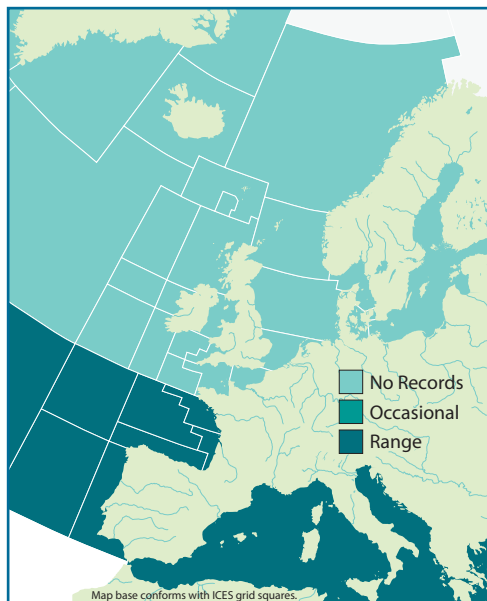 No Records
Occasional
Range
Map base conforms with ICES grid squares.